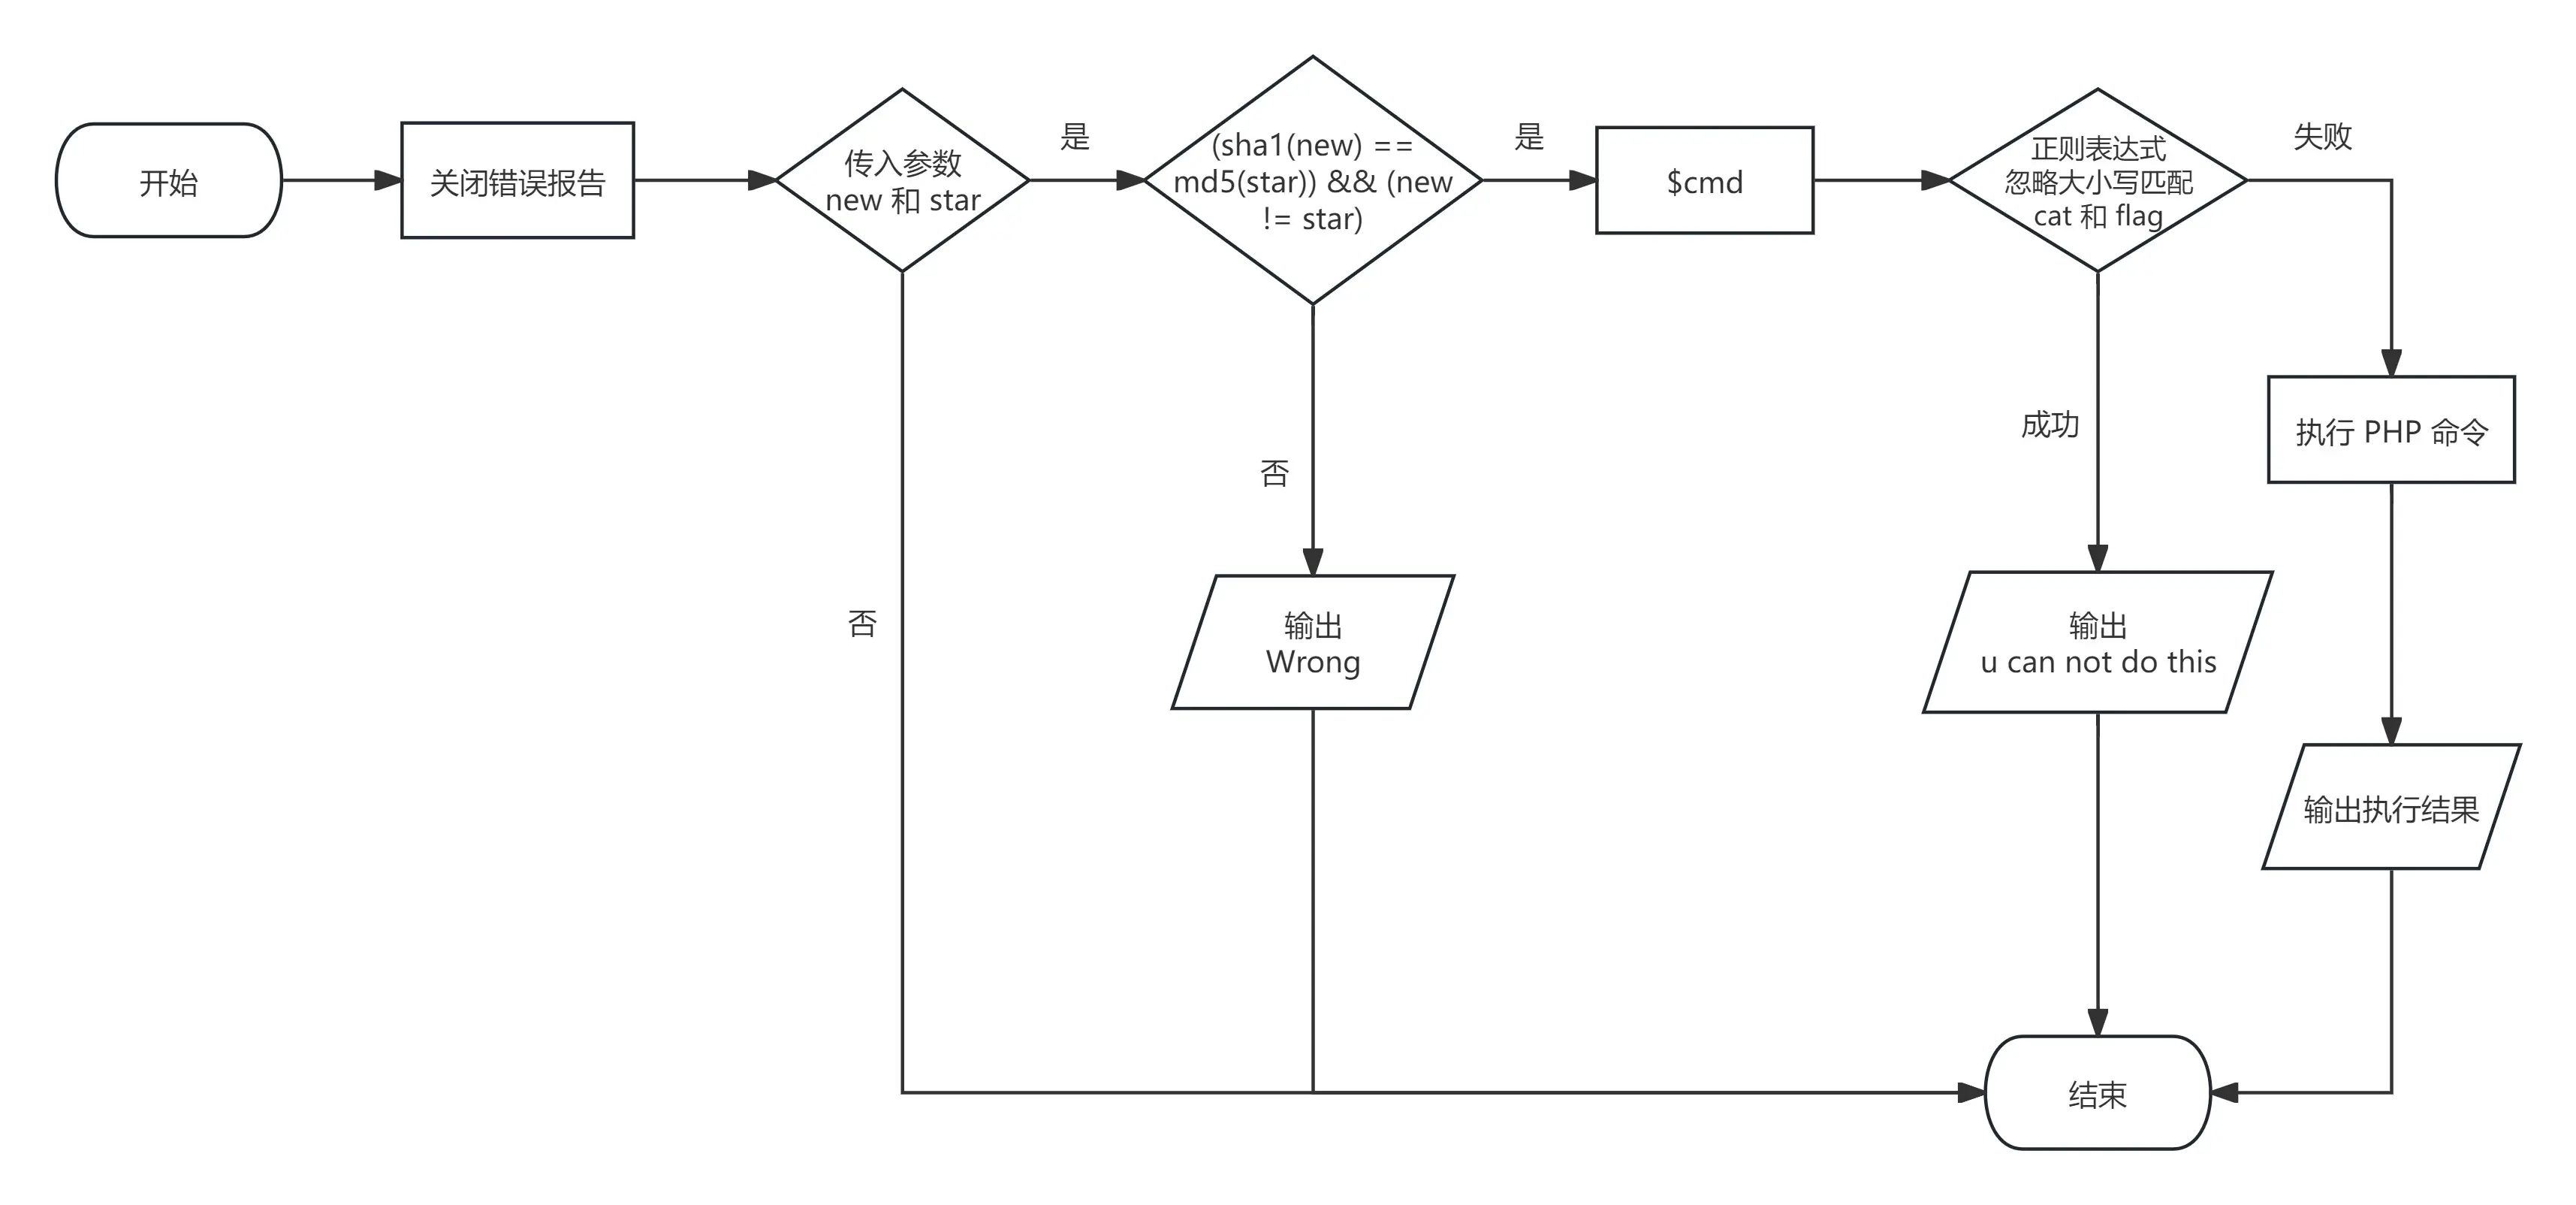 开始
关闭错误报告
传入参数
new 和 star
是
(sha1(new) ==
md5(star)) && (new
!= star)
是
$cmd
正则表达式
忽略大小写匹配
cat 和 flag
失败
成功
执行 PHP 命令
否
否
输出
Wrong
输出
u can not do this
输出执行结果
结束